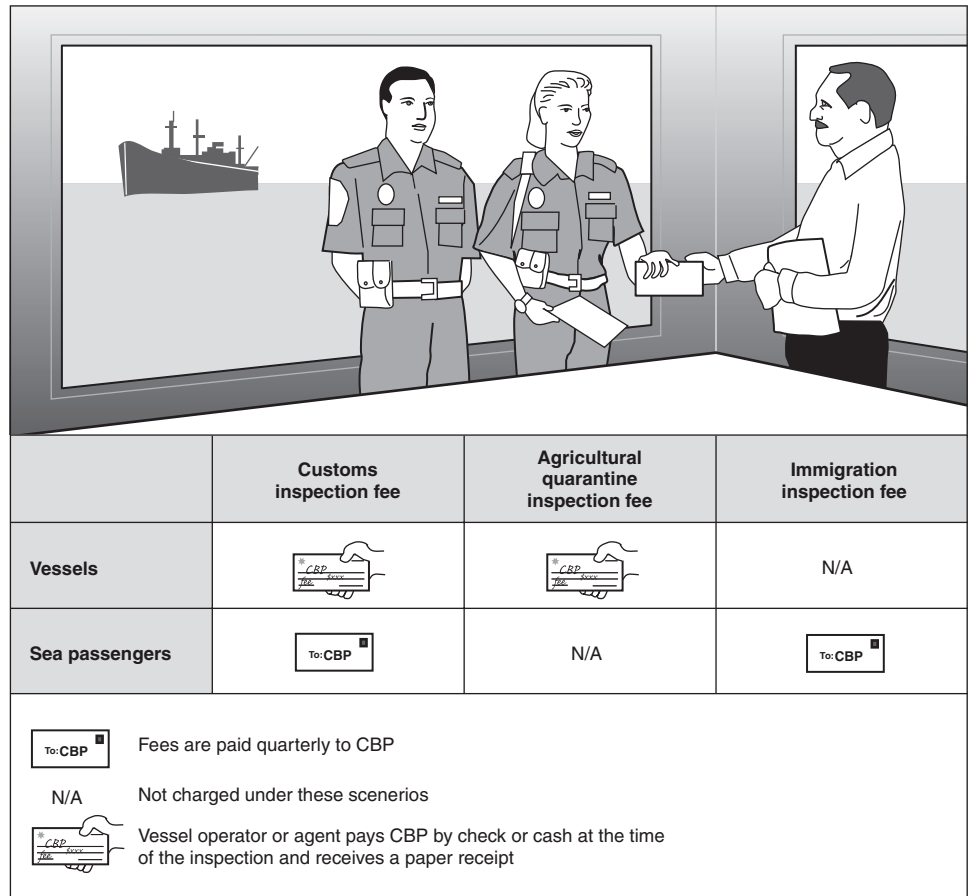 Customs
inspection fee
Agricultural
quarantine
inspection fee
Immigration
inspection fee
Vessels
CBP
fee $xxx
CBP
fee $xxx
N/A
Sea passengers
To: CBP
N/A
To: CBP
To: CBP
Fees are paid quarterly to CBP
N/A
Not charged under these scenerios
CBP
fee $xxx
Vessel operator or agent pays CBP by check or cash at the time
of the inspection and receives a paper receipt